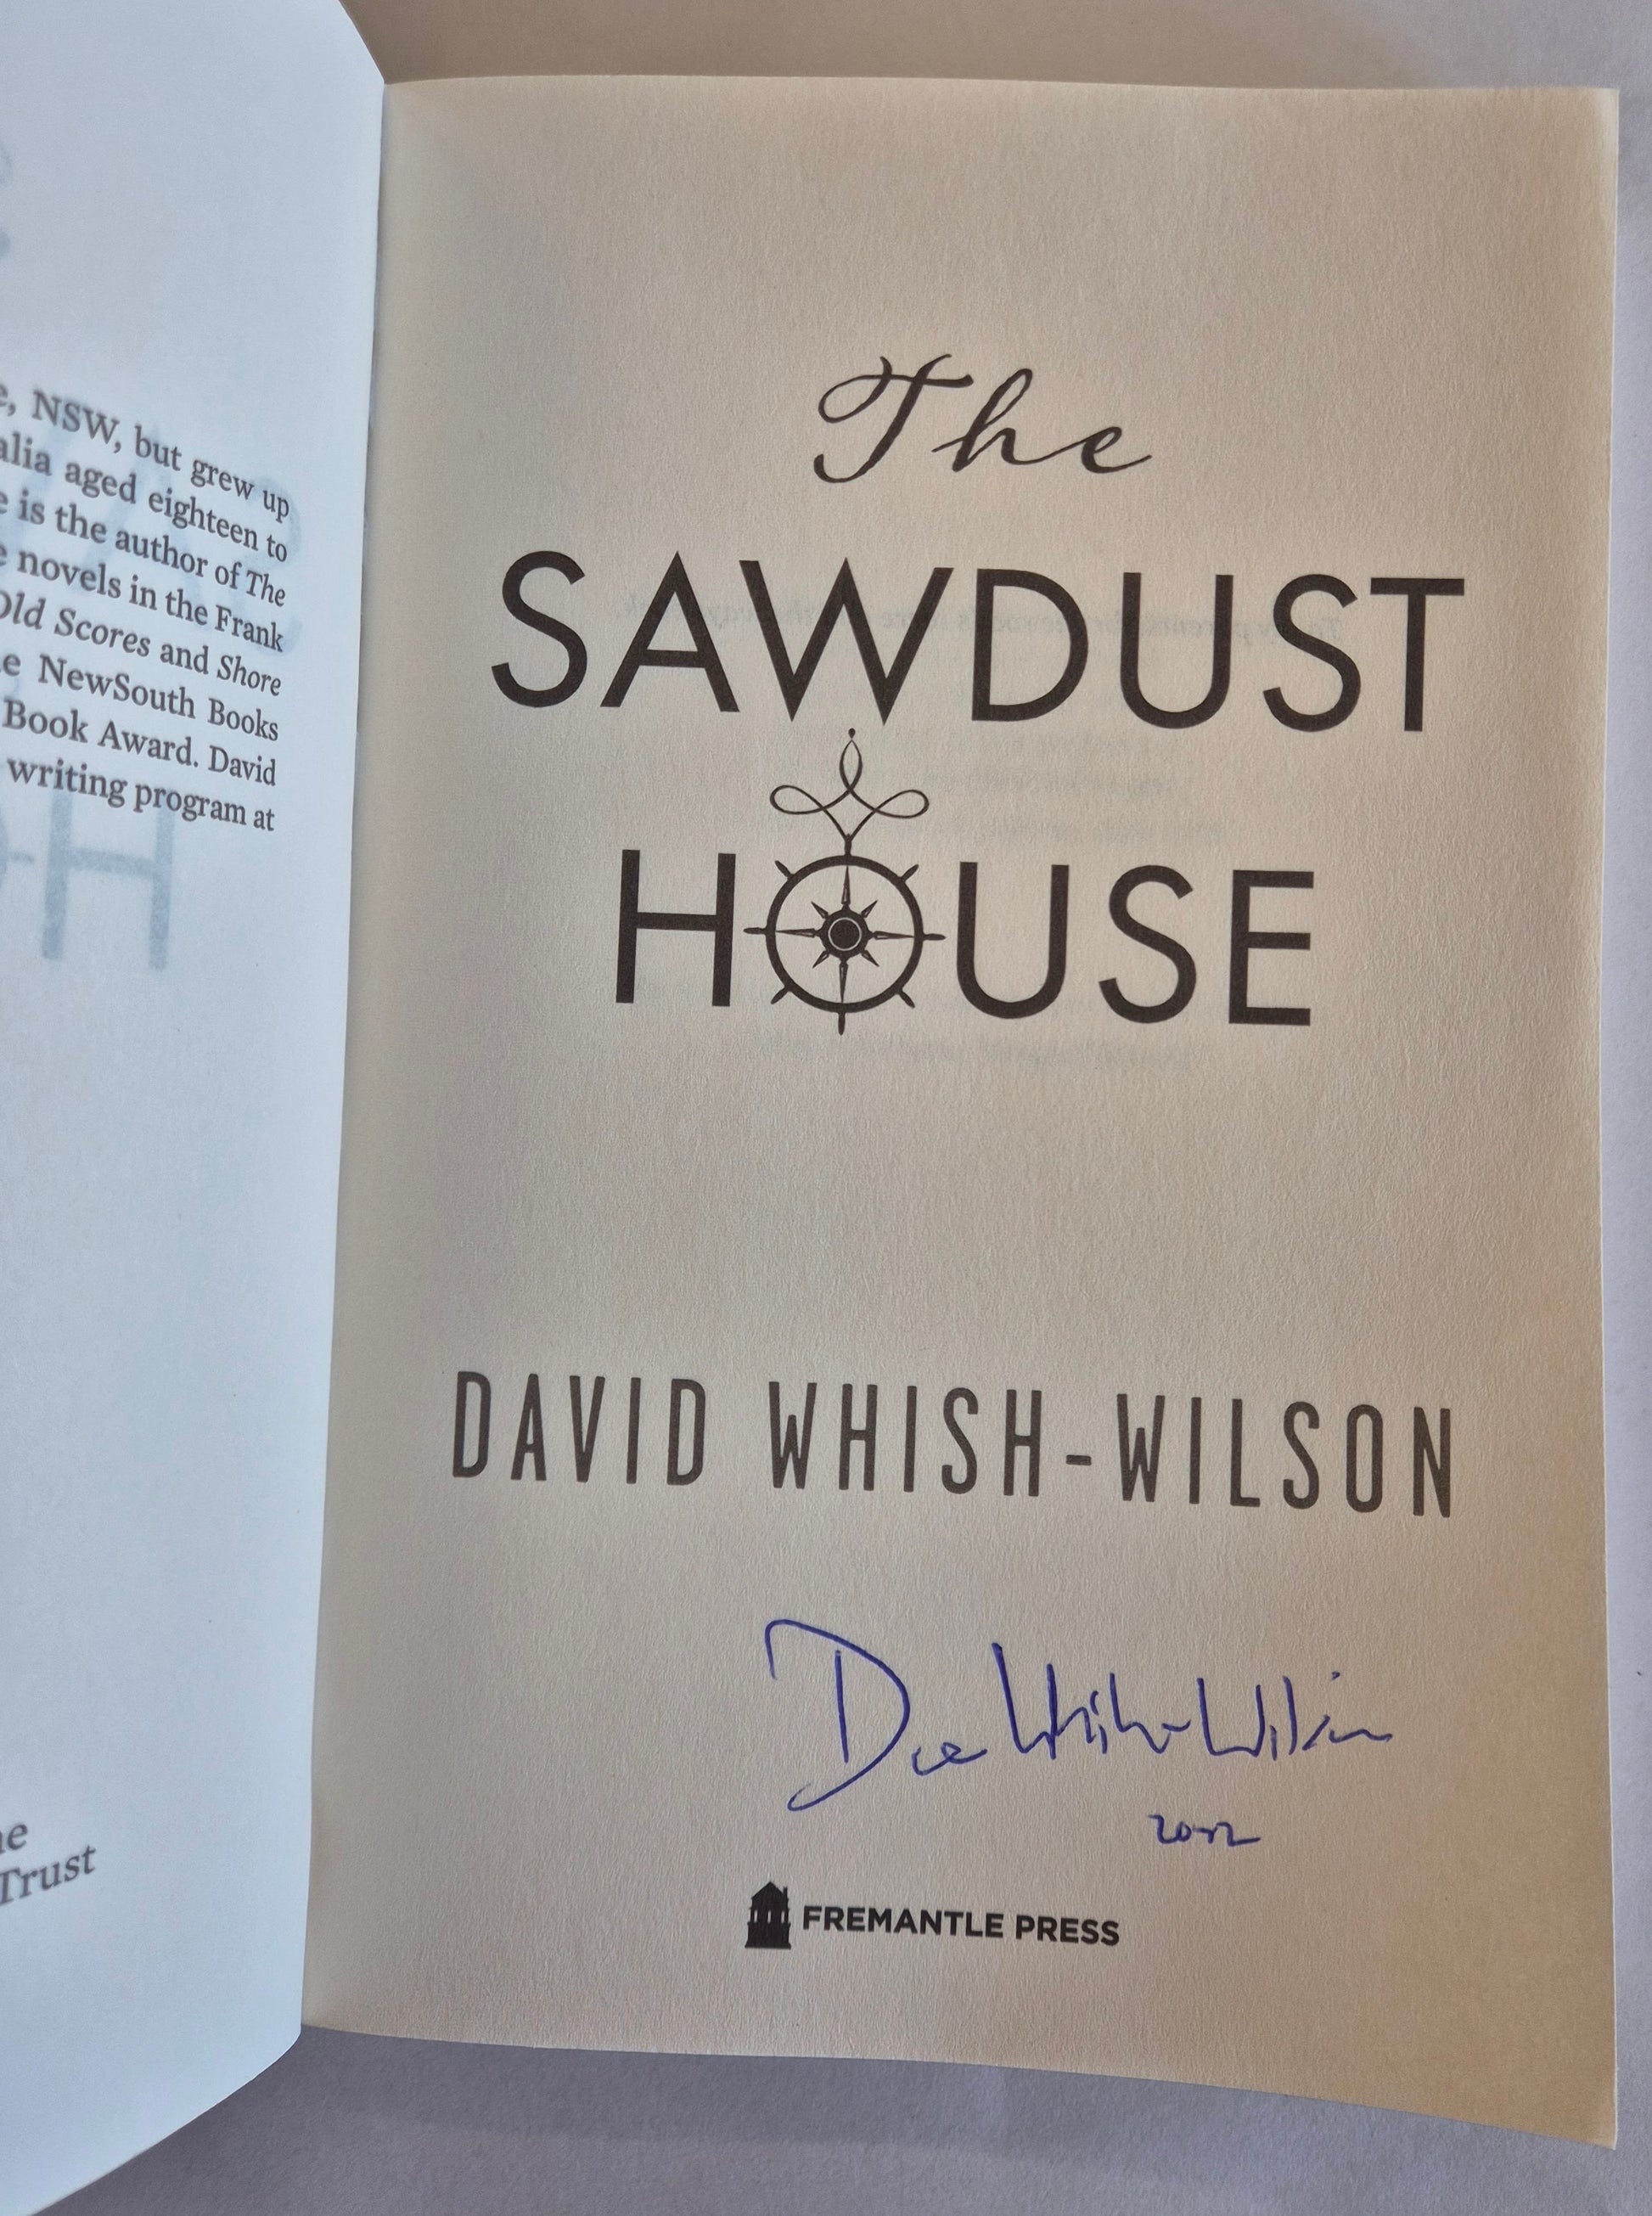 , NSW, but grew up
alia aged eighteen to
e is the author of The
e novels in the Frank
Old Scores and Shore
e NewSouth Books
Book Award. David
writing program at
Trust
The
SAWDUST
HOUSE
DAVID WHISH-WILSON
2022
FREMANTLE PRESS